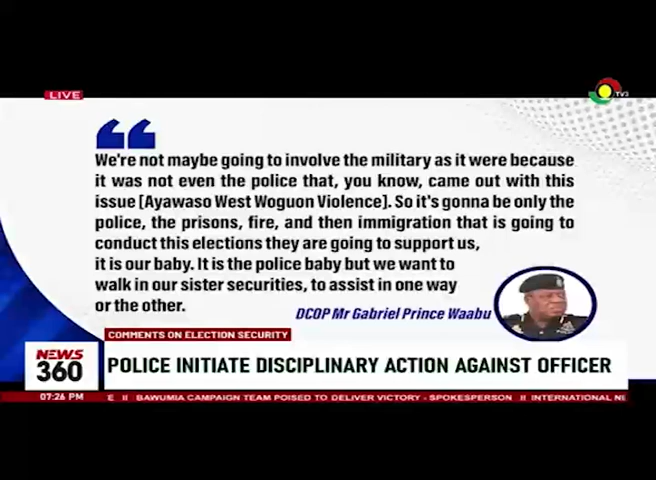 LIVE
TV3
We're not maybe going to involve the military as it were because
it was not even the police that, you know, came out with this
issue [Ayawaso West Woguon Violence]. So it's gonna be only the
police, the prisons, fire, and then immigration that is going to
conduct this elections they are going to support us,
it is our baby. It is the police baby but we want to
walk in our sister securities, to assist in one way
or the other.
DCOP Mr Gabriel Prince Waabu
COMMENTS ON ELECTION SECURITY
NEWS
360
POLICE INITIATE DISCIPLINARY ACTION AGAINST OFFICER
07:26 PM
E II BAWUMIA CAMPAIGN TEAM POISED TO DELIVER VICTORY - SPOKESPERSON II INTERNATIONAL NE